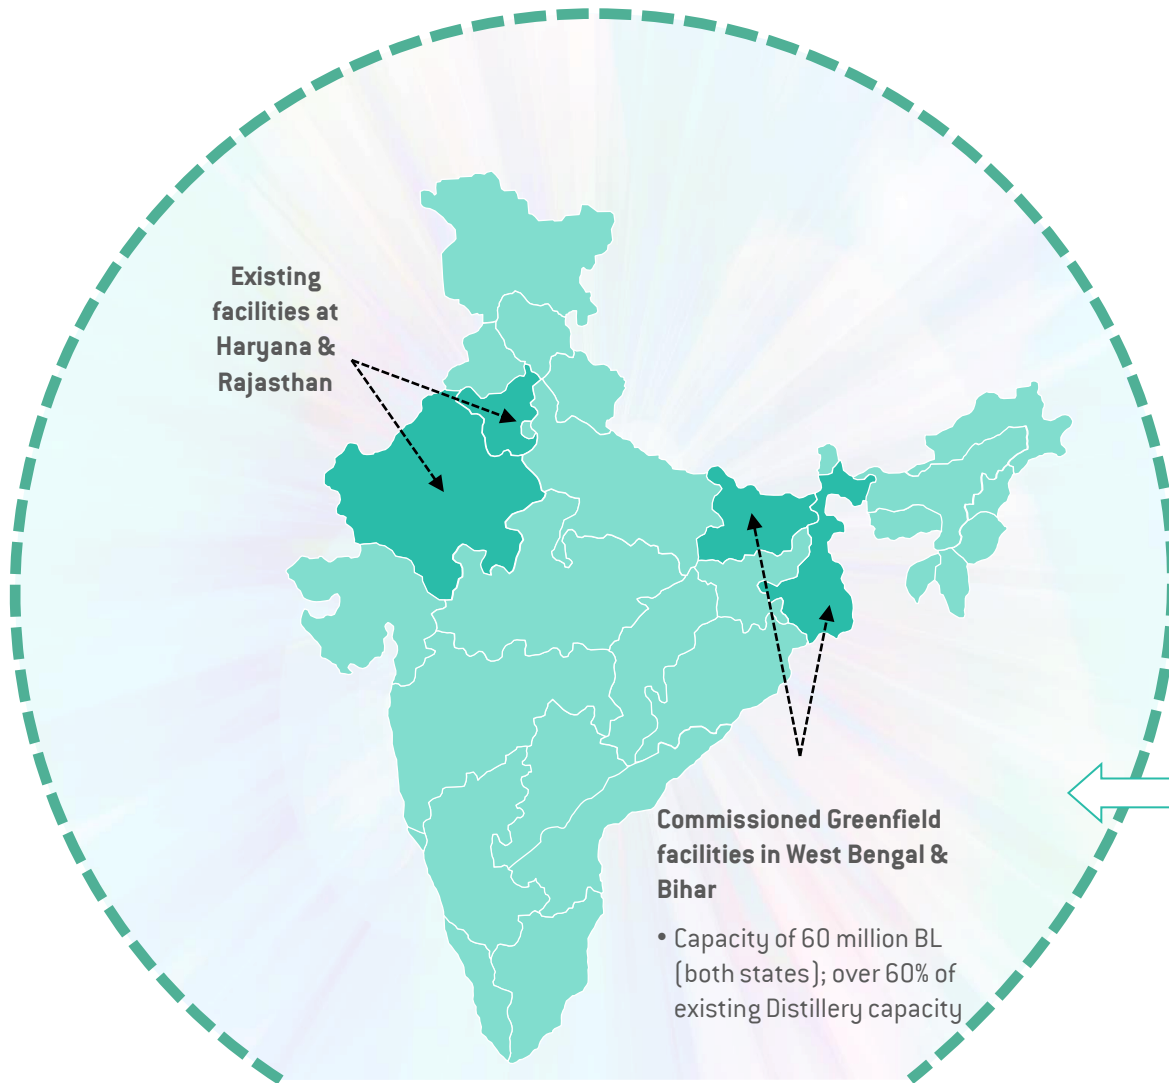 Existing
facilities at
Haryana &
Rajasthan
Commissioned Greenfield
facilities in West Bengal &
Bihar
• Capacity of 60 million BL
(both states); over 60% of
existing Distillery capacity